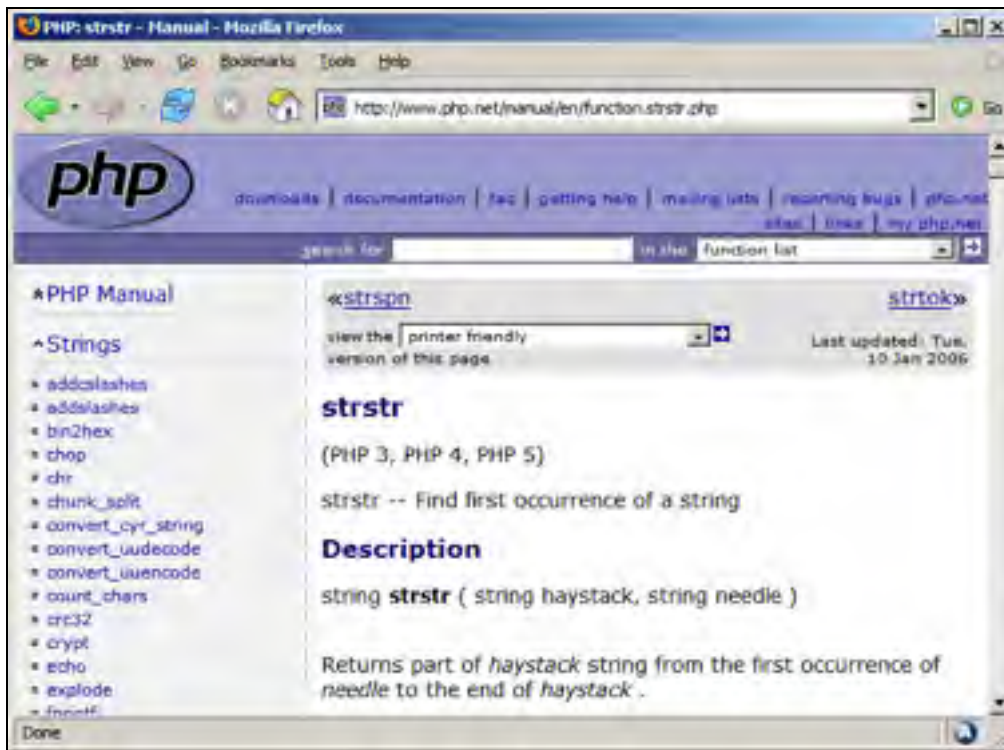 PHP: strstr - Manual - Mozilla Firefox
File Edit View Go Bookmarks Tools Help
http://www.php.net/manual/en/function.strstr.php Go
php
downloads | documentation | faq | getting help | mailing lists | reporting bugs | php.net
sites | links | my php.net
search for in the function list
PHP Manual
Strings
addcslashes
addslashes
bin2hex
chop
chr
chunk_split
convert_cyr_string
convert_uudecode
convert_uuencode
count_chars
crc32
crypt
echo
explode
fprintf
«strspn strtok»
view the printer friendly
version of this page
Last updated: Tue,
10 Jan 2006
strstr
(PHP 3, PHP 4, PHP 5)
strstr -- Find first occurrence of a string
Description
string strstr ( string haystack, string needle )
Returns part of haystack string from the first occurrence of
needle to the end of haystack .
Done